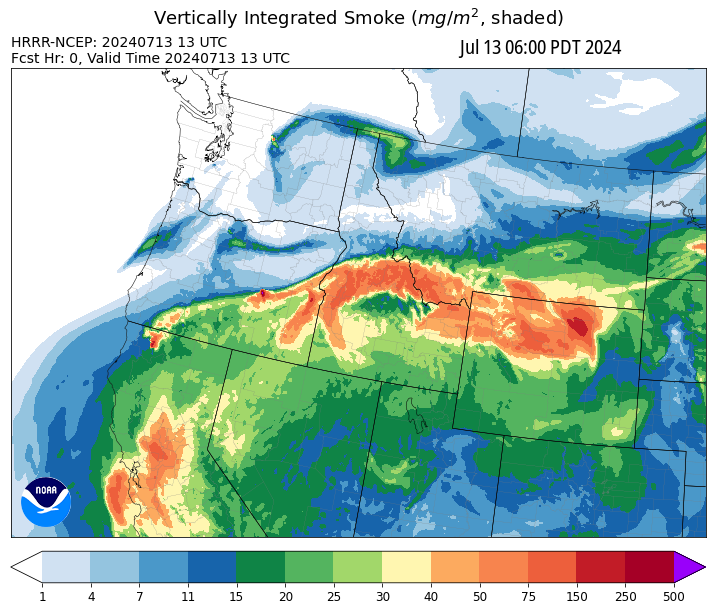 Vertically Integrated Smoke (mg/m², shaded)
HRRR-NCEP: 20240713 13 UTC
Fcst Hr: 0, Valid Time 20240713 13 UTC
Jul 13 06:00 PDT 2024
NOAA
1 4 7 11 15 20 25 30 40 50 75 150 250 500